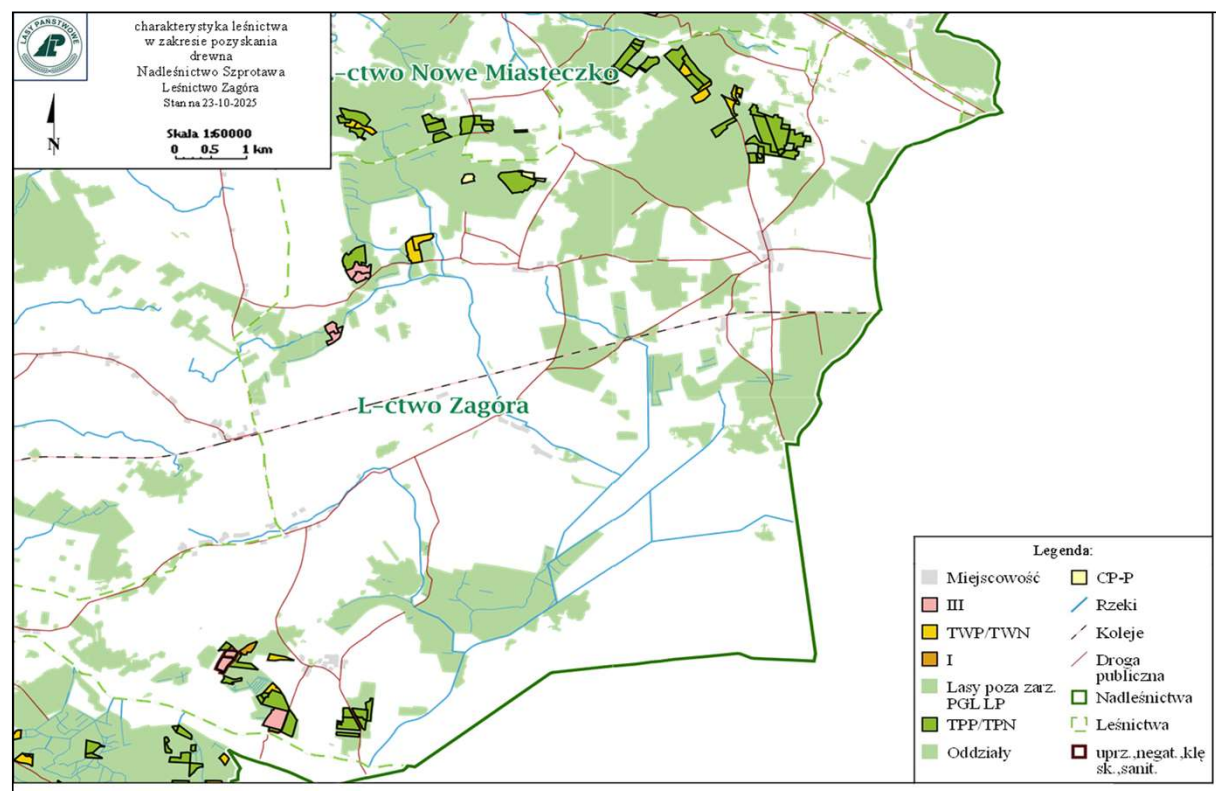 LASY PAŃSTWOWE
charakterystyka leśnictwa
w zakresie pozyskania
drewna
Nadleśnictwo Szprotawa
Leśnictwo Zagóra
Stan na 23-10-2025
N
Skala 1:60000
0 0.5 1 km
L-ctwo Nowe Miasteczko
L-ctwo Zagóra
Legenda:
Miejscowość
III
TWP/TWN
I
Lasy poza zarz.
PGL LP
TPP/TPN
Oddziały
CP-P
Rzeki
Koleje
Droga
publiczna
Nadleśnictwa
Leśnictwa
uprz.,negat.,klę
sk.,sanit.